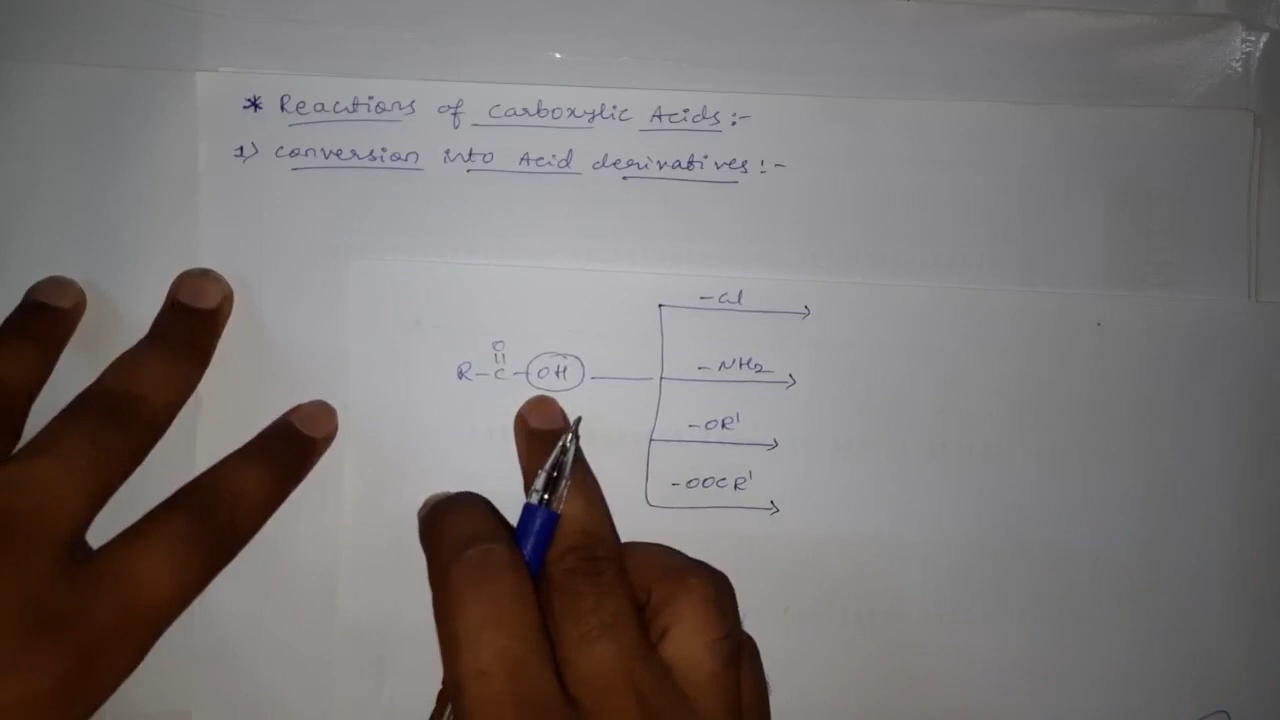 * Reactions of Carboxylic Acids:-
1) Conversion into Acid derivatives:-
-Cl
O
R-C-OH
-NH2
-OR'
-OOCR'